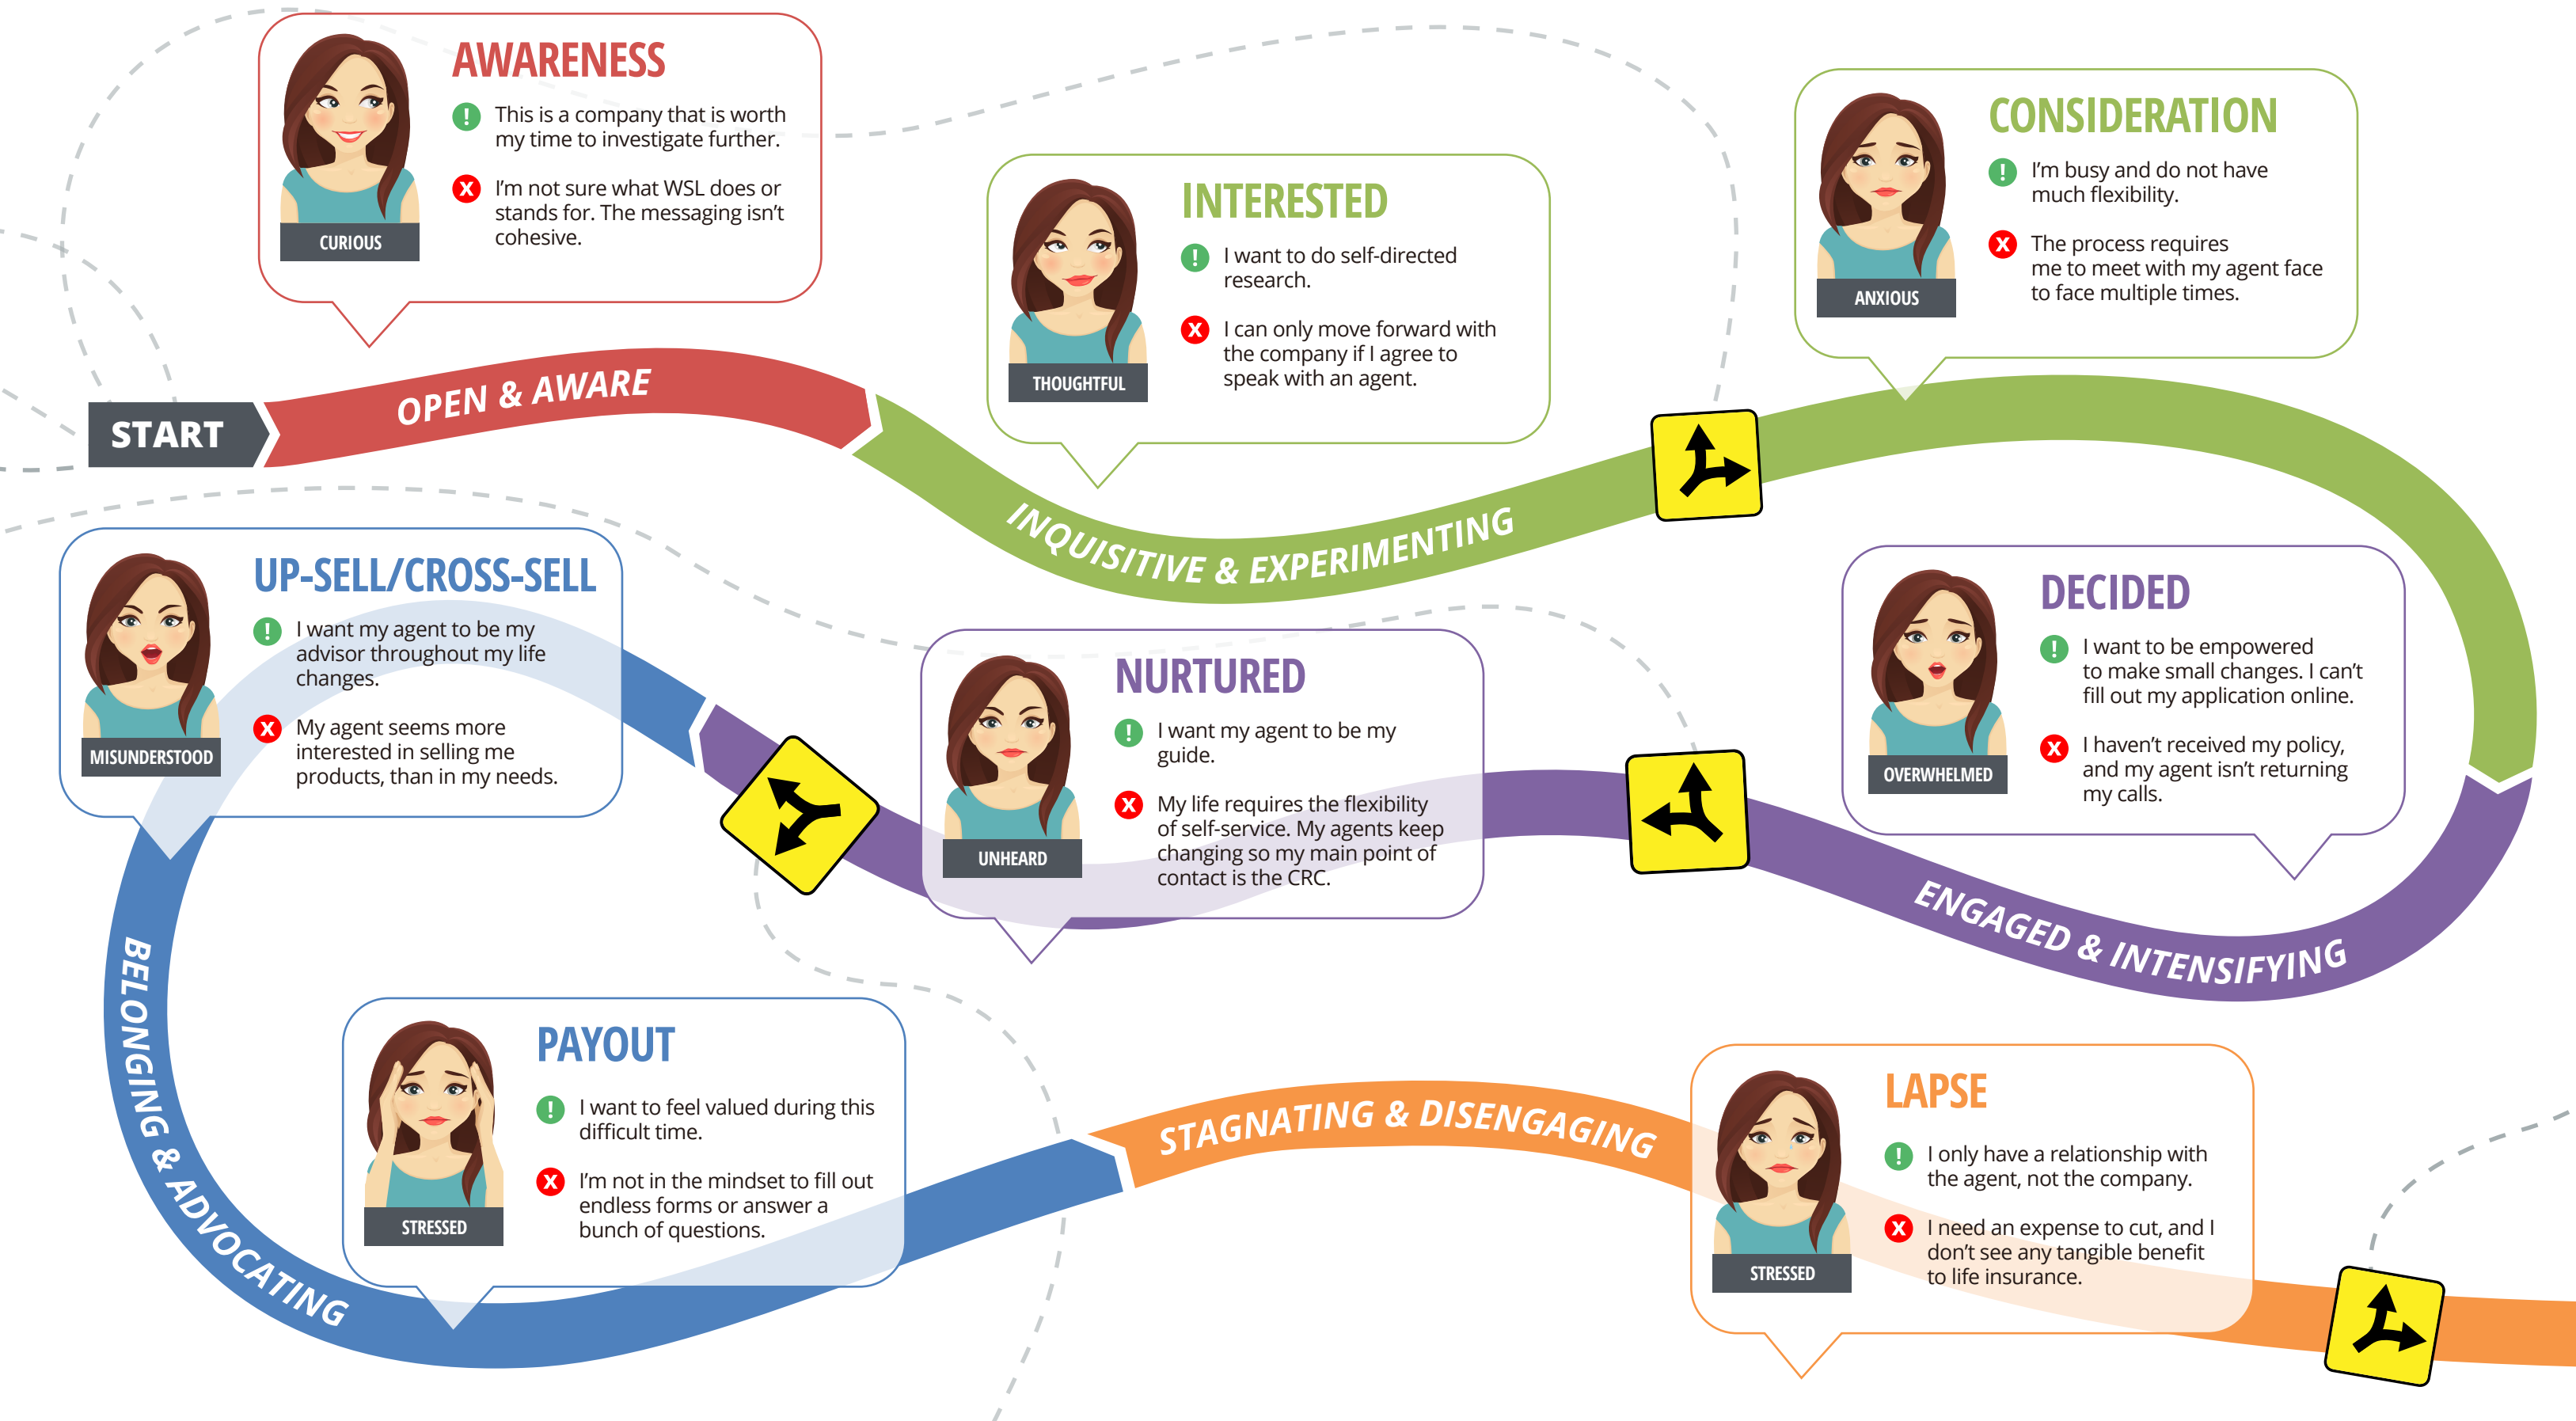 AWARENESS
! This is a company that is worth
my time to investigate further.
X I'm not sure what WSL does or
stands for. The messaging isn't
cohesive.
CURIOUS
INTERESTED
! I want to do self-directed
research.
X I can only move forward with
the company if I agree to
speak with an agent.
THOUGHTFUL
CONSIDERATION
! I'm busy and do not have
much flexibility.
X The process requires
me to meet with my agent face
to face multiple times.
ANXIOUS
START
OPEN & AWARE
INQUISITIVE & EXPERIMENTING
DECIDED
! I want to be empowered
to make small changes. I can't
fill out my application online.
X I haven't received my policy,
and my agent isn't returning
my calls.
OVERWHELMED
ENGAGED & INTENSIFYING
NURTURED
! I want my agent to be my
guide.
X My life requires the flexibility
of self-service. My agents keep
changing so my main point of
contact is the CRC.
UNHEARD
UP-SELL/CROSS-SELL
! I want my agent to be my
advisor throughout my life
changes.
X My agent seems more
interested in selling me
products, than in my needs.
MISUNDERSTOOD
BELONGING & ADVOCATING
PAYOUT
! I want to feel valued during this
difficult time.
X I'm not in the mindset to fill out
endless forms or answer a
bunch of questions.
STRESSED
STAGNATING & DISENGAGING
LAPSE
! I only have a relationship with
the agent, not the company.
X I need an expense to cut, and I
don't see any tangible benefit
to life insurance.
STRESSED